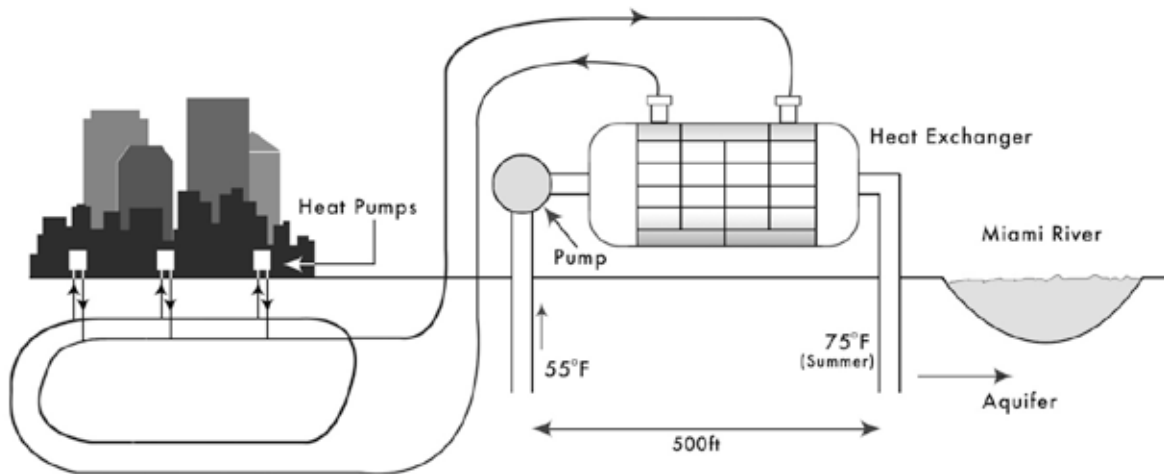 Heat Exchanger
Heat Pumps
Miami River
Pump
55°F
75°F
(Summer)
Aquifer
500ft